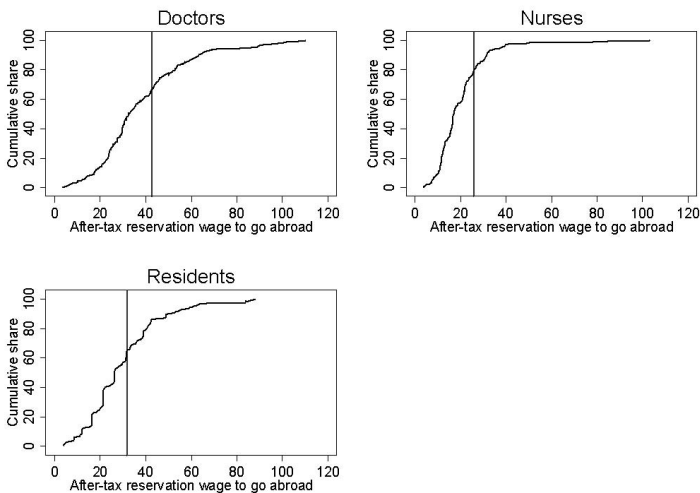 Doctors
Cumulative share
0 20 40 60 80 100
0 20 40 60 80 100 120
After-tax reservation wage to go abroad
Nurses
Cumulative share
0 20 40 60 80 100
0 20 40 60 80 100 120
After-tax reservation wage to go abroad
Residents
Cumulative share
0 20 40 60 80 100
0 20 40 60 80 100 120
After-tax reservation wage to go abroad